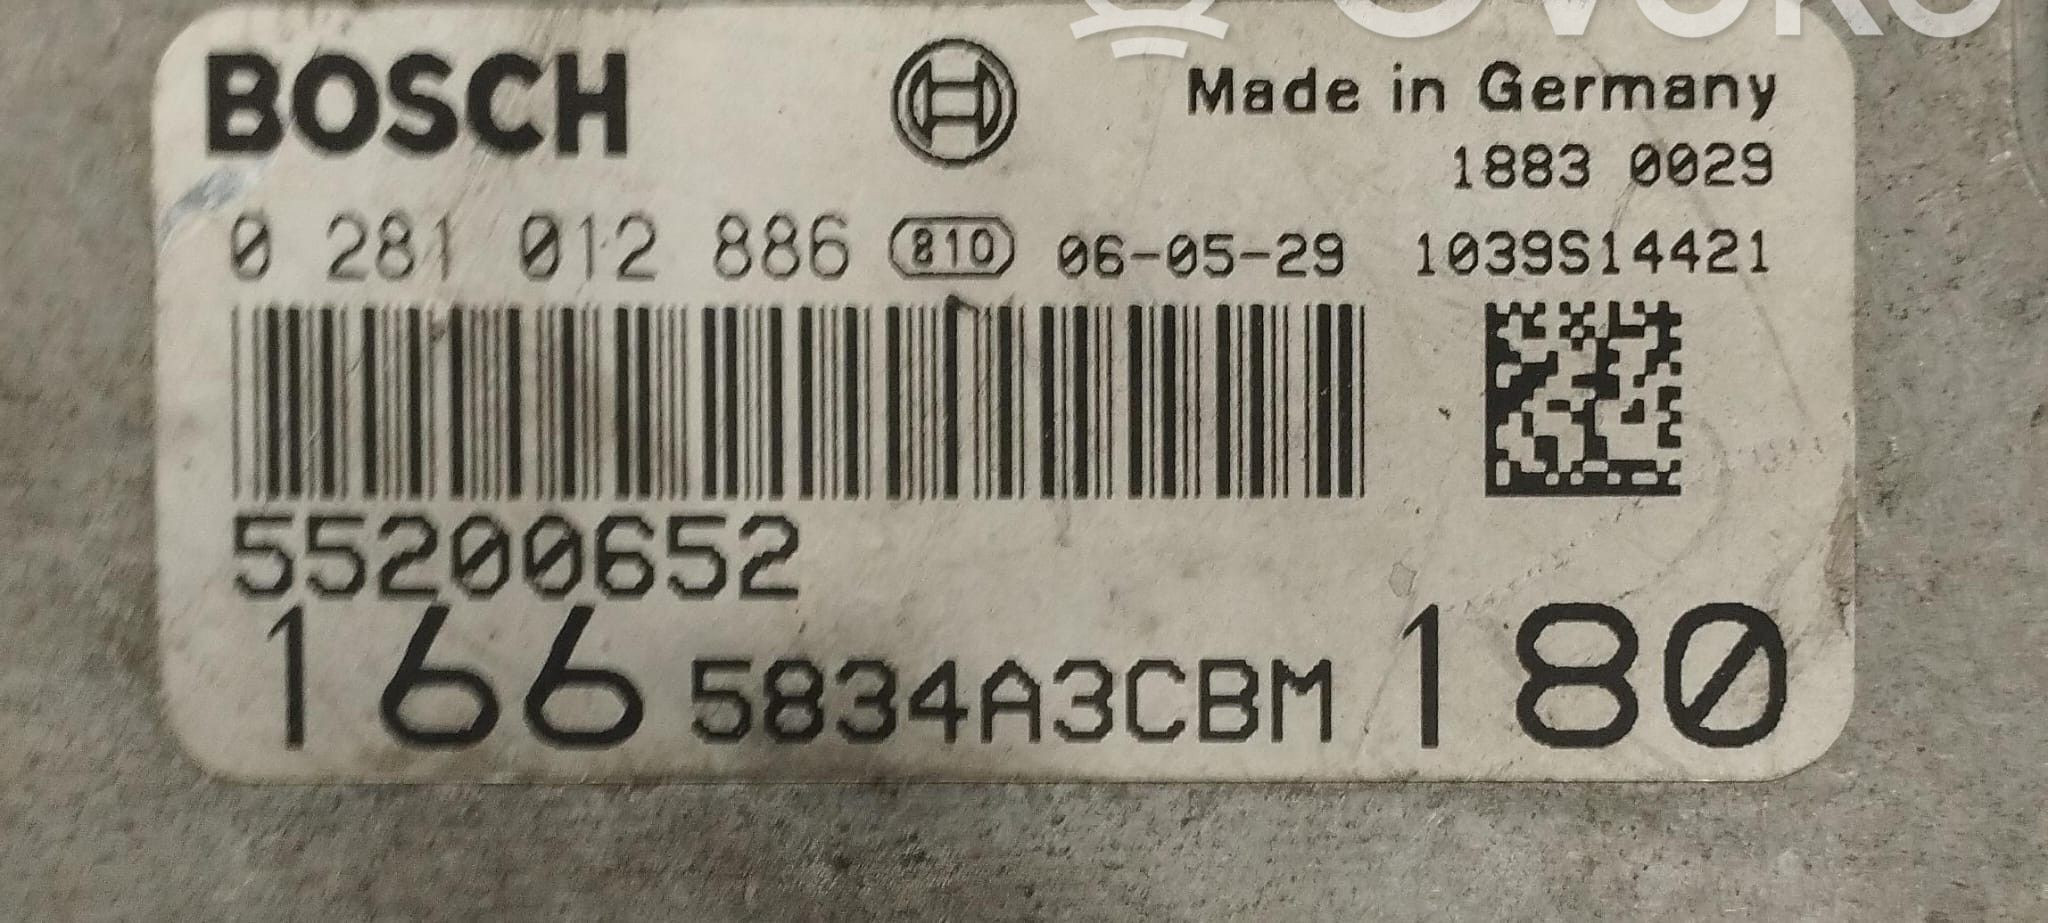 BOSCH
Made in Germany
1883 0029
0 281 012 886 810 06-05-29 1039S14421
55200652
166 5834A3CBM 180